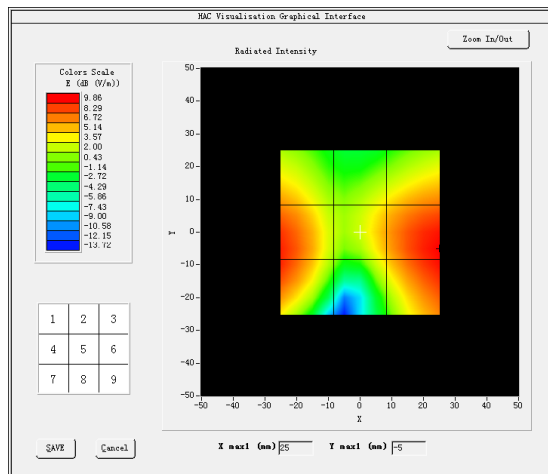 HAC Visualisation Graphical Interface
Zoom In/Out
Radiated Intensity
Colors Scale
E (dB (V/m))
9.86
8.29
6.72
5.14
3.57
2.00
0.43
-1.14
-2.72
-4.29
-5.86
-7.43
-9.00
-10.58
-12.15
-13.72
50
40
30
20
10
0
-10
-20
-30
-40
-50
Y
-50 -40 -30 -20 -10 0 10 20 30 40 50
X
1 2 3
4 5 6
7 8 9
SAVE Cancel
X max1 (mm) 25 Y max1 (mm) -5